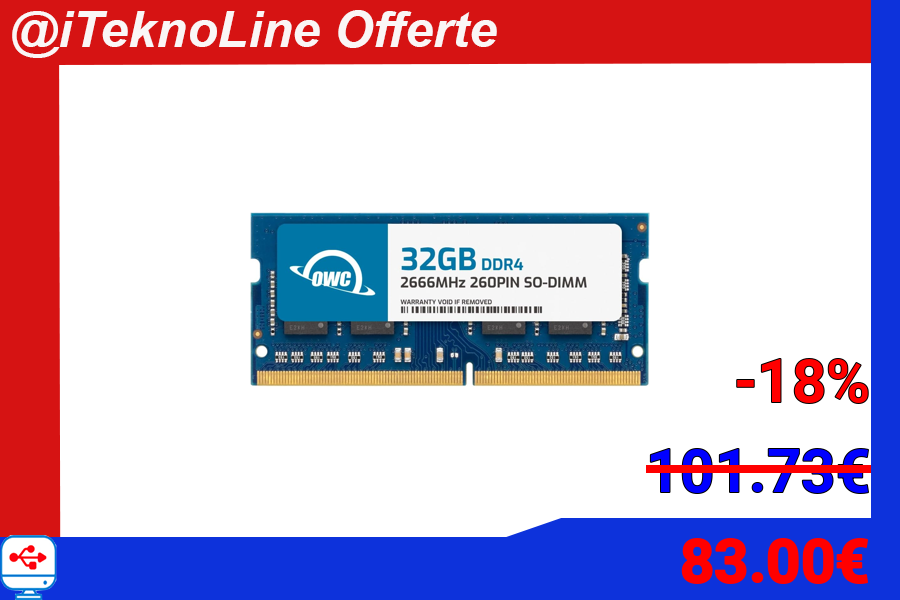 @iTeknoLine Offerte
OWC
32GB DDR4
2666MHz 260PIN SO-DIMM
WARRANTY VOID IF REMOVED
-18%
101.73€
83.00€